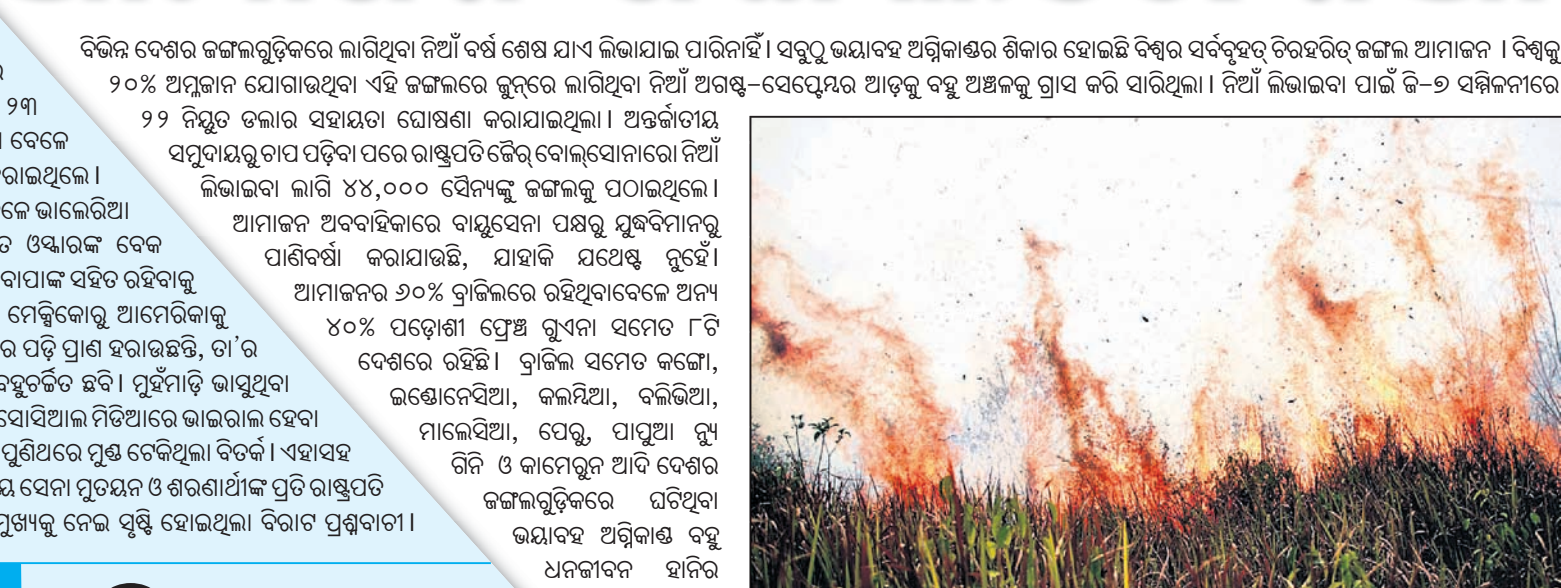 ବିଭିନ୍ନ ଦେଶର ଜଙ୍ଗଲଗୁଡ଼ିକରେ ଲାଗିଥିବା ନିଆଁ ବର୍ଷ ଶେଷ ଯାଏ ଲିଭାଯାଇ ପାରିନାହିଁ । ସବୁଠୁ ଭୟାବହ ଅଗ୍ନିକାଣ୍ଡର ଶିକାର ହୋଇଛି ବିଶ୍ୱର ସର୍ବବୃହତ୍ ଚିରହରିତ୍ ଜଙ୍ଗଲ ଆମାଜନ । ବିଶ୍ୱକୁ
୨୦% ଅମ୍ଳଜାନ ଯୋଗାଉଥିବା ଏହି ଜଙ୍ଗଲରେ ଜୁନ୍‌ରେ ଲାଗିଥିବା ନିଆଁ ଅଗଷ୍ଟ-ସେପ୍ଟେମ୍ବର ଆଡ଼କୁ ବହୁ ଅଞ୍ଚଳକୁ ଗ୍ରାସ କରି ସାରିଥିଲା । ନିଆଁ ଲିଭାଇବା ପାଇଁ ଜି-୭ ସମ୍ମିଳନୀରେ
୨୨ ନିୟୁତ ଡଲାର ସହାୟତା ଘୋଷଣା କରାଯାଇଥିଲା । ଅନ୍ତର୍ଜାତୀୟ
ସମୁଦାୟରୁ ଚାପ ପଡ଼ିବା ପରେ ରାଷ୍ଟ୍ରପତି ଜୈର୍ ବୋଲ୍‌ସୋନାରୋ ନିଆଁ
ଲିଭାଇବା ଲାଗି ୪୪,୦୦୦ ସୈନ୍ୟଙ୍କୁ ଜଙ୍ଗଲକୁ ପଠାଇଥିଲେ ।
ଆମାଜନ ଅବବାହିକାରେ ବାୟୁସେନା ପକ୍ଷରୁ ଯୁଦ୍ଧବିମାନରୁ
ପାଣିବର୍ଷା କରାଯାଉଛି, ଯାହାକି ଯଥେଷ୍ଟ ନୁହେଁ ।
ଆମାଜନର ୬୦% ବ୍ରାଜିଲରେ ରହିଥିବାବେଳେ ଅନ୍ୟ
୪୦% ପଡ଼ୋଶୀ ଫ୍ରେଞ୍ଚ ଗୁଏନା ସମେତ ୮ଟି
ଦେଶରେ ରହିଛି । ବ୍ରାଜିଲ ସମେତ କଙ୍ଗୋ,
ଇଣ୍ଡୋନେସିଆ, କଲମ୍ବିଆ, ବଲିଭିଆ,
ମାଲେସିଆ, ପେରୁ, ପାପୁଆ ନ୍ୟୁ
ଗିନି ଓ କାମେରୁନ ଆଦି ଦେଶର
ଜଙ୍ଗଲଗୁଡ଼ିକରେ ଘଟିଥିବା
ଭୟାବହ ଅଗ୍ନିକାଣ୍ଡ ବହୁ
ଧନଜୀବନ ହାନିର
୨୩
ବେଳେ
ଭାଲେରିଆ
ଓସ୍କାରଙ୍କ ବେକ
ବାପାଙ୍କ ସହିତ ରହିବାକୁ
ମେକ୍ସିକୋରୁ ଆମେରିକାକୁ
ପଡ଼ି ପ୍ରାଣ ହରାଉଛନ୍ତି, ତା'ର
ବହୁଚର୍ଚ୍ଚିତ ଛବି । ମୁହଁମାଡ଼ି ଭାସୁଥିବା
ସୋସିଆଲ ମିଡିଆରେ ଭାଇରାଲ ହେବା
ପୁଣିଥରେ ମୁଣ୍ଡ ଟେକିଥିଲା ବିତର୍କ । ଏହାସହ
ସେନା ମୁତୟନ ଓ ଶରଣାର୍ଥୀଙ୍କ ପ୍ରତି ରାଷ୍ଟ୍ରପତି
ନେଇ ସୃଷ୍ଟି ହୋଇଥିଲା ବିରାଟ ପ୍ରଶ୍ନବାଚୀ ।